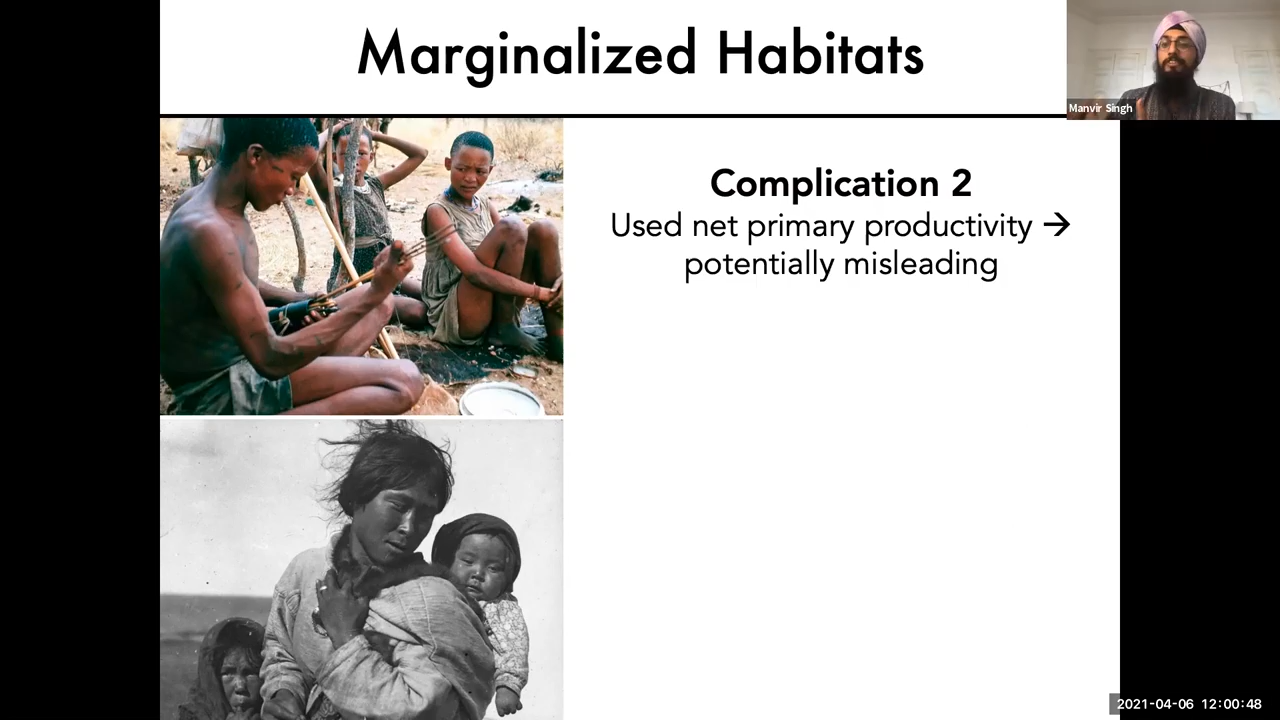 Marginalized Habitats
Manvir Singh
Complication 2
Used net primary productivity →
potentially misleading
2021-04-06 12:00:48